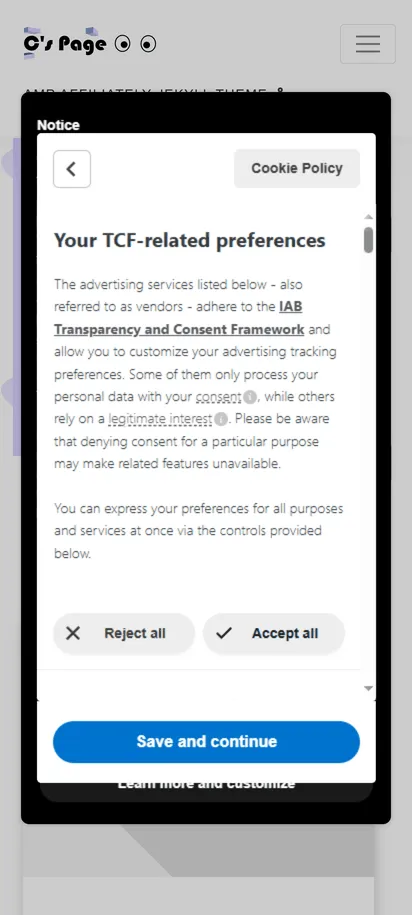 C's Page
AMP AFFILIATELY JEKYLL THEME
Notice
Cookie Policy
Your TCF-related preferences
The advertising services listed below - also
referred to as vendors - adhere to the IAB
Transparency and Consent Framework and
allow you to customize your advertising tracking
preferences. Some of them only process your
personal data with your consent, while others
rely on a legitimate interest. Please be aware
that denying consent for a particular purpose
may make related features unavailable.
You can express your preferences for all purposes
and services at once via the controls provided
below.
Reject all
Accept all
Save and continue
Learn more and customize